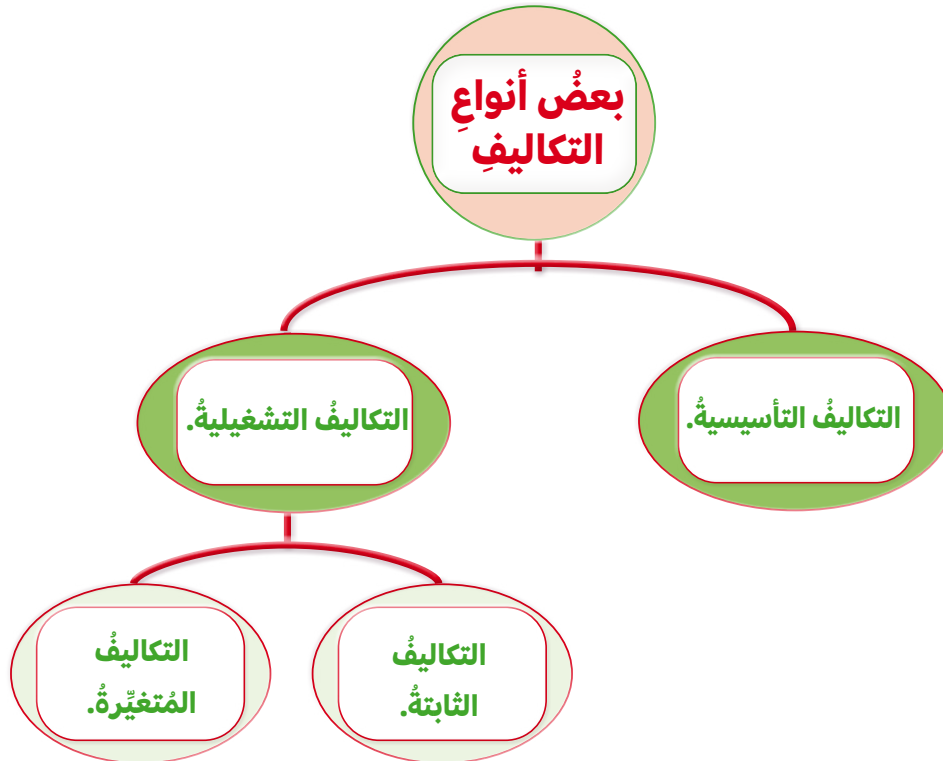 بعضُ أنواعِ
التكاليفِ
التكاليفُ التأسيسيةُ.
التكاليفُ التشغيليةُ.
التكاليفُ
الثابتةُ.
التكاليفُ
المُتغيِّرةُ.